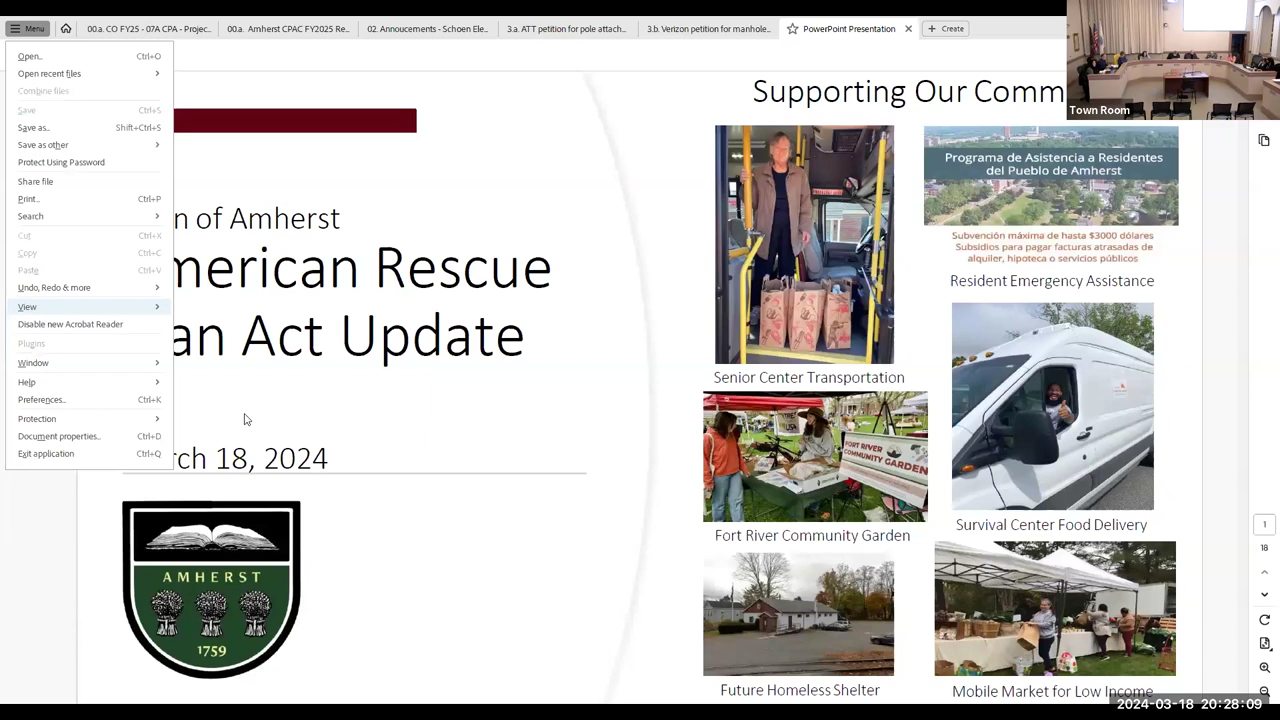 Menu
00a. CO FY25 - 07A CPA - Projec...
00a. Amherst CPAC FY2025 Re...
02. Annoucements - Schoen Ele...
3.a. ATT petition for pole attach...
3.b. Verizon petition for manhole...
PowerPoint Presentation
Create
Open... Ctrl+O
Open recent files
Combine files
Save Ctrl+S
Save as... Shift+Ctrl+S
Save as other
Protect Using Password
Share file
Print... Ctrl+P
Search
Cut Ctrl+X
Copy Ctrl+C
Paste Ctrl+V
Undo, Redo & more
View
Disable new Acrobat Reader
Plugins
Window
Help
Preferences... Ctrl+K
Protection
Document properties... Ctrl+D
Exit application Ctrl+Q
n of Amherst
merican Rescue
an Act Update
rch 18, 2024
AMHERST
1759
Supporting Our Comm
Town Room
Senior Center Transportation
Programa de Asistencia a Residentes
del Pueblo de Amherst
Subvención máxima de hasta $3000 dólares
Subsidios para pagar facturas atrasadas de
alquiler, hipoteca o servicios públicos
Resident Emergency Assistance
FORT RIVER
COMMUNITY GARDEN
Fort River Community Garden
Survival Center Food Delivery
Future Homeless Shelter
Mobile Market for Low Income
1
18
2024-03-18 20:28:09